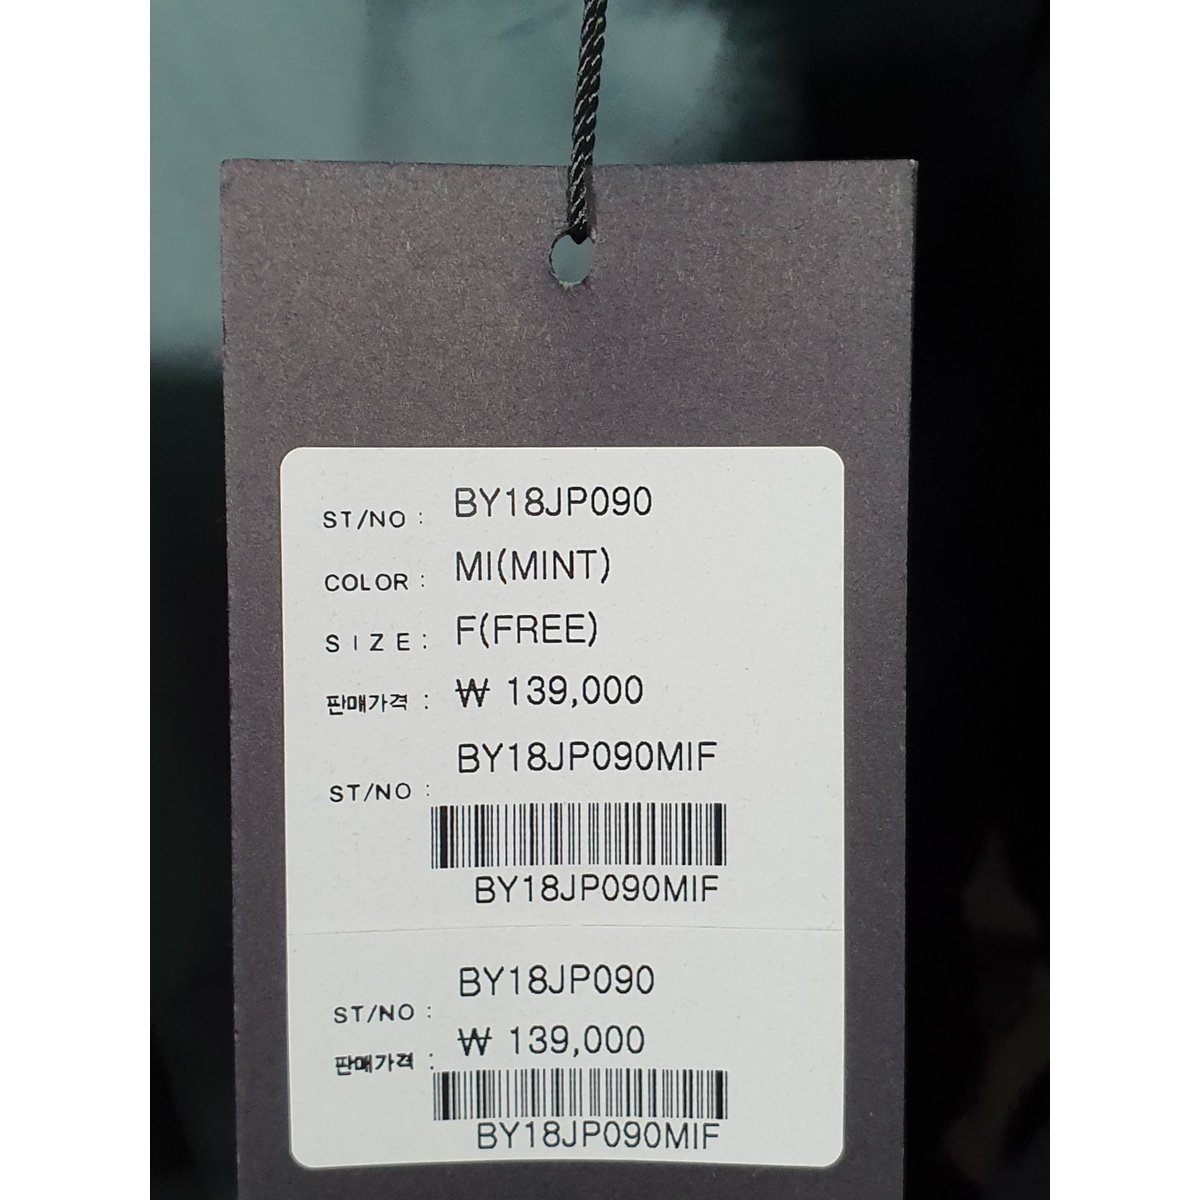 ST/NO : BY18JP090
COLOR : MI(MINT)
SIZE : F(FREE)
판매가격 : ₩ 139,000
BY18JP090MIF
ST/NO :
BY18JP090MIF
BY18JP090
ST/NO :
₩ 139,000
판매가격 :
BY18JP090MIF